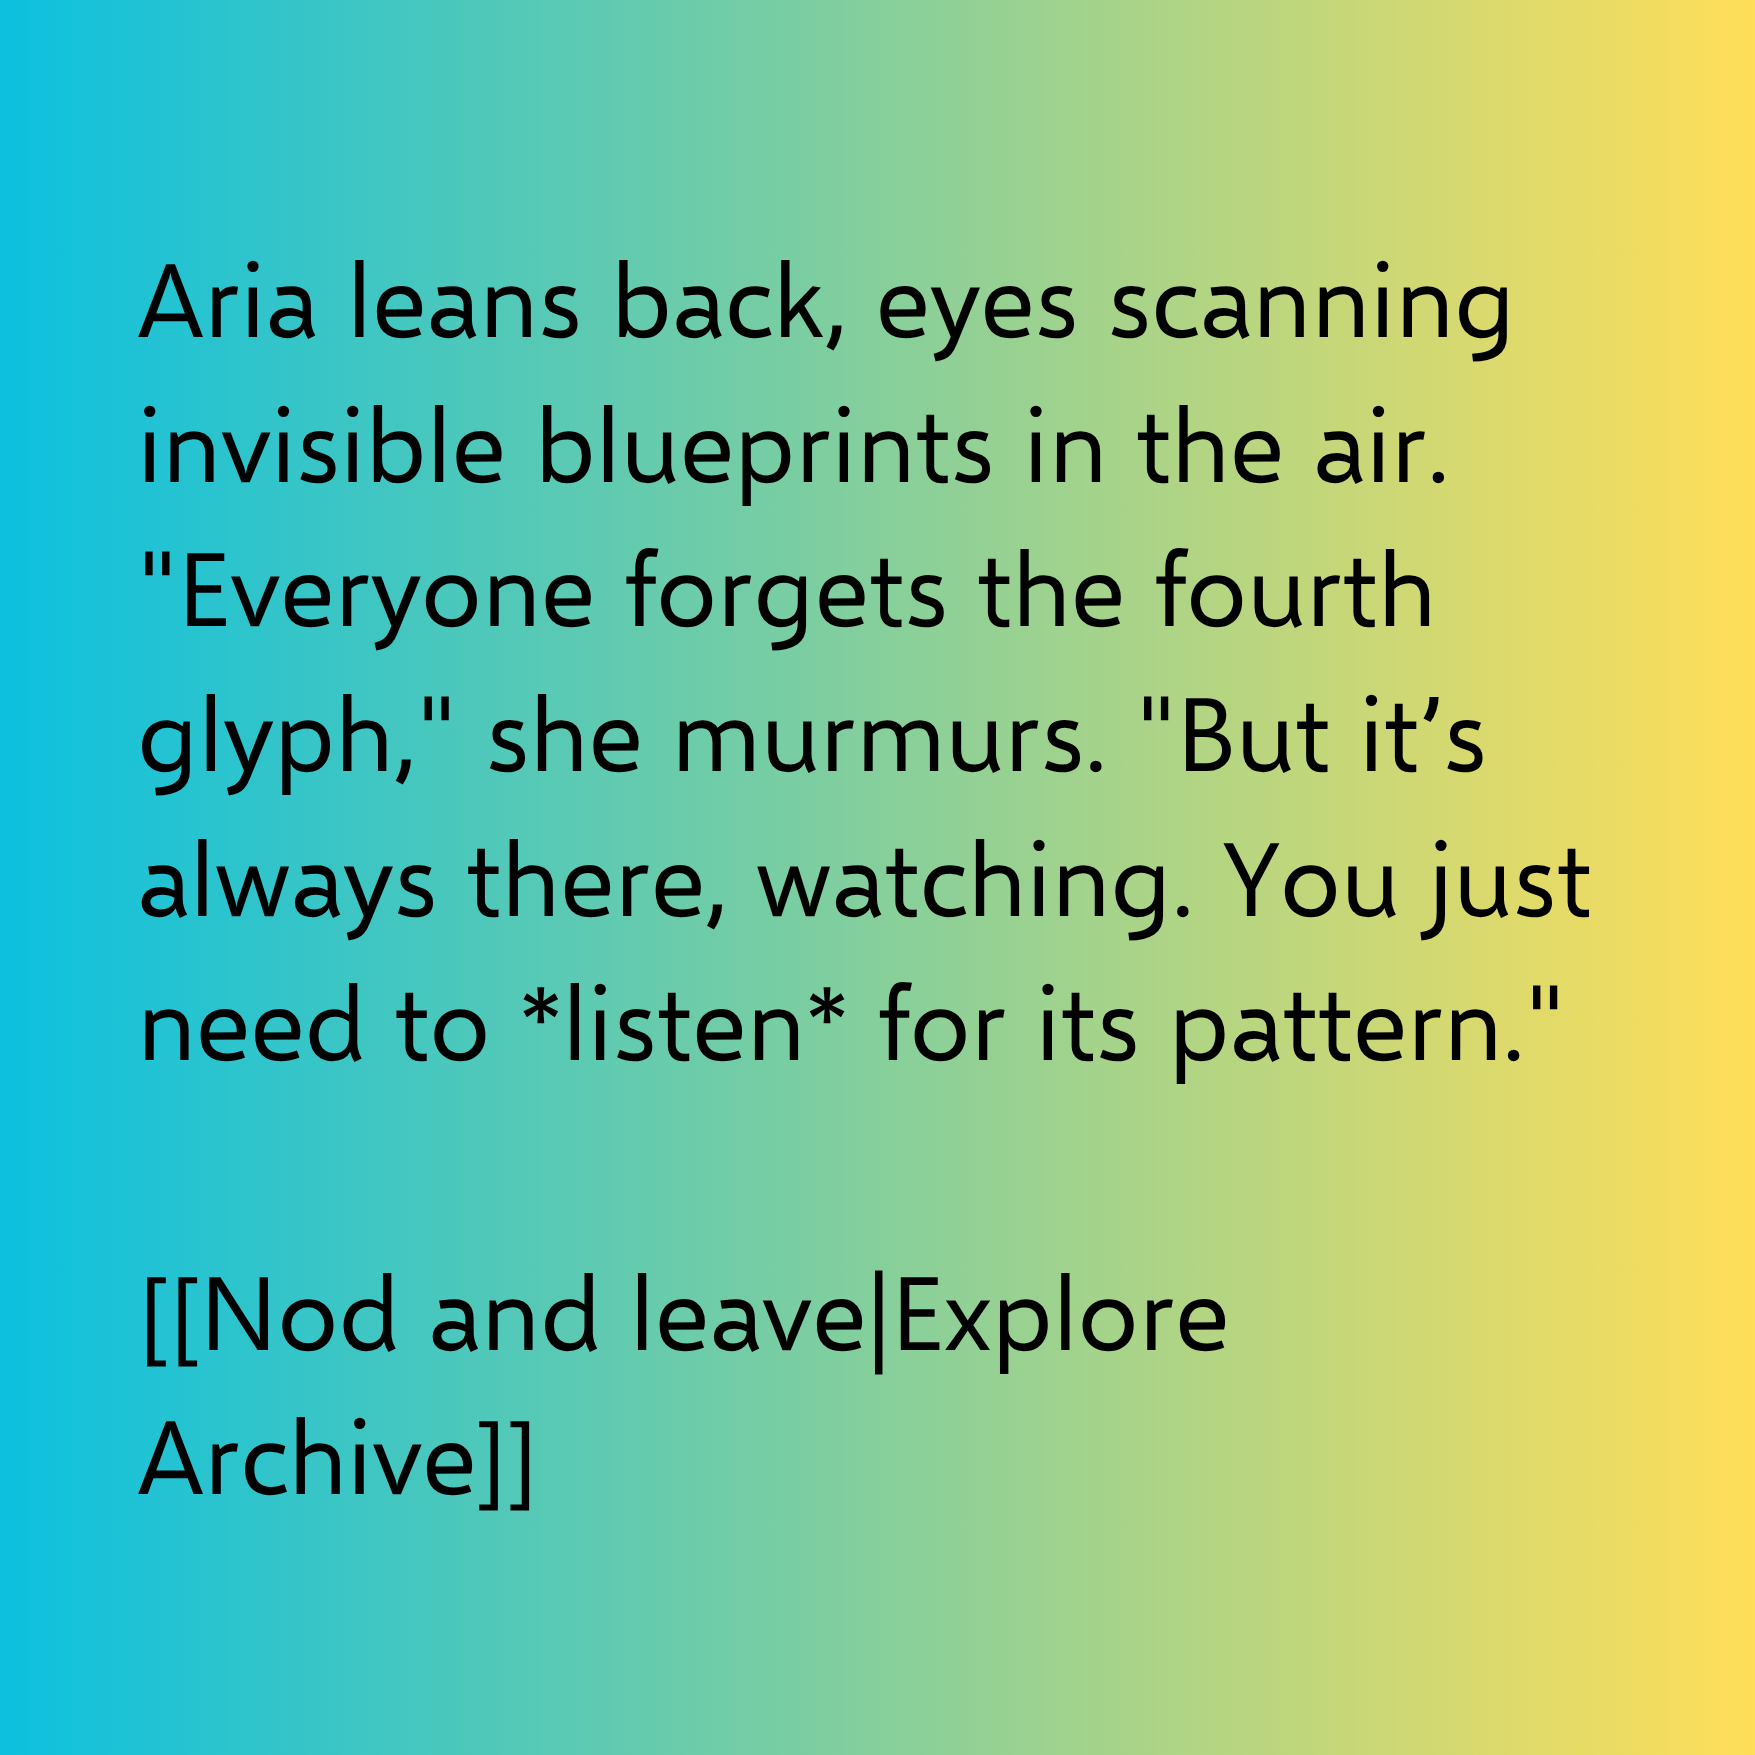 Aria leans back, eyes scanning
invisible blueprints in the air.
"Everyone forgets the fourth
glyph," she murmurs. "But it’s
always there, watching. You just
need to *listen* for its pattern."
[[Nod and leave|Explore
Archive]]